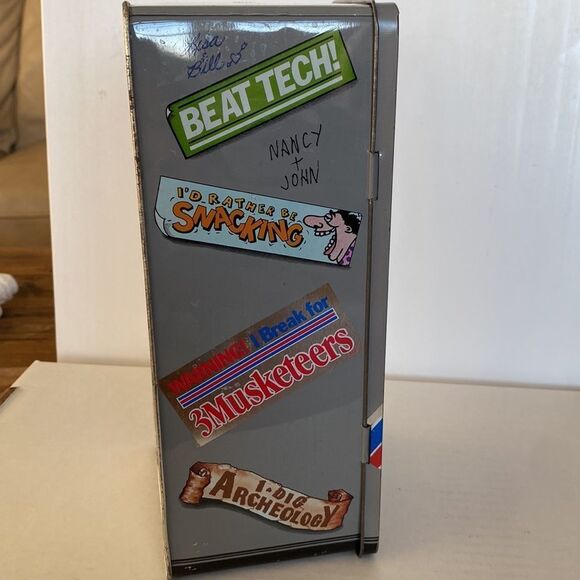 Lisa
Bill
BEAT TECH!
NANCY
+
JOHN
I'D RATHER BE
SNACKING
WARNING! I Break for
3Musketeers
I·DIG
ARCHEOLOGY